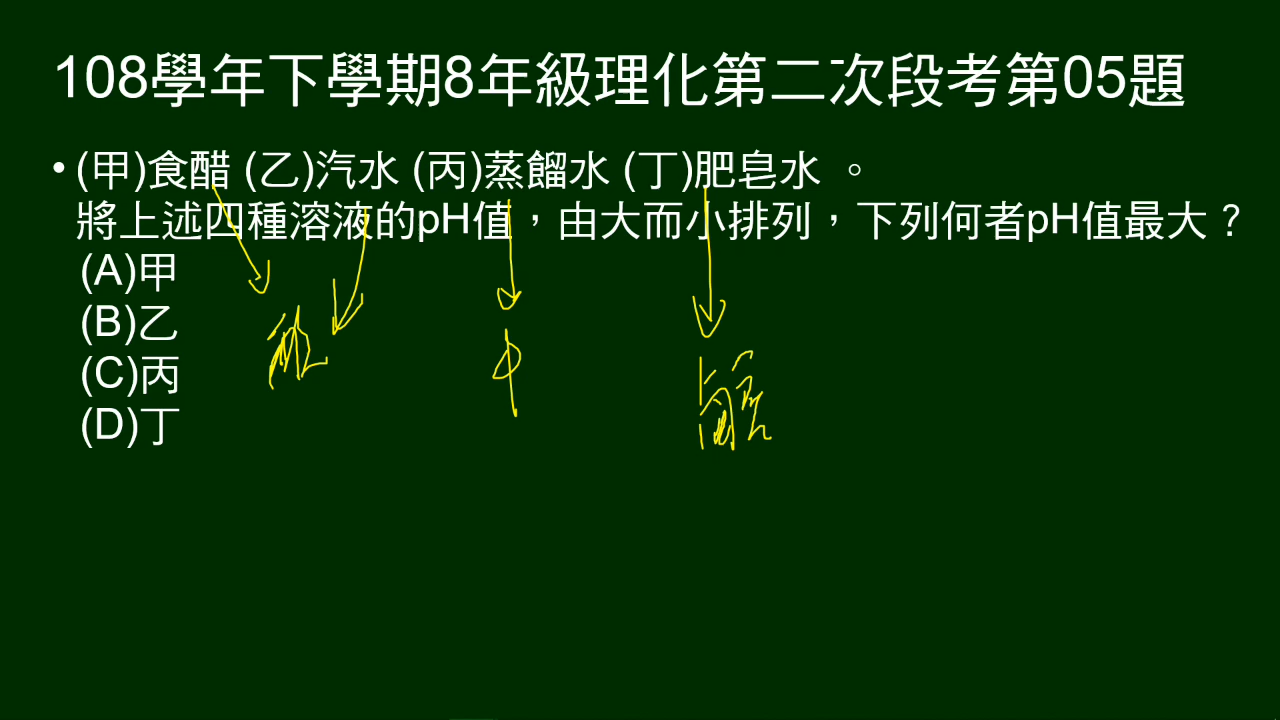 108學年下學期8年級理化第二次段考第05題
•(甲)食醋 (乙)汽水 (丙)蒸餾水 (丁)肥皂水 。
將上述四種溶液的pH值，由大而小排列，下列何者pH值最大？
(A)甲
(B)乙
(C)丙
(D)丁
酸 中 鹼